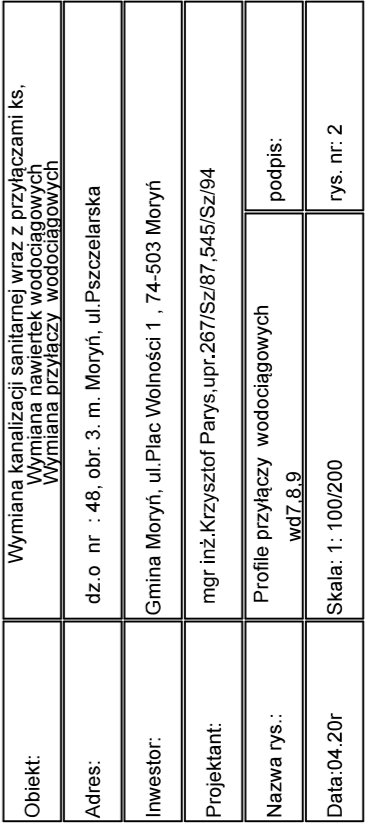 Obiekt:
Wymiana kanalizacji sanitarnej wraz z przyłączami ks,
Wymiana nawiertek wodociągowych
Wymiana przyłączy wodociągowych
Adres:
dz.o nr : 48, obr. 3. m. Moryń, ul.Pszczelarska
Inwestor:
Gmina Moryń, ul.Plac Wolności 1 , 74-503 Moryń
Projektant:
mgr inż.Krzysztof Parys,upr.267/Sz/87,545/Sz/94
Nazwa rys.:
Profile przyłączy wodociągowych
wd7,8,9
podpis:
Data:04.20r
Skala: 1: 100/200
rys. nr: 2